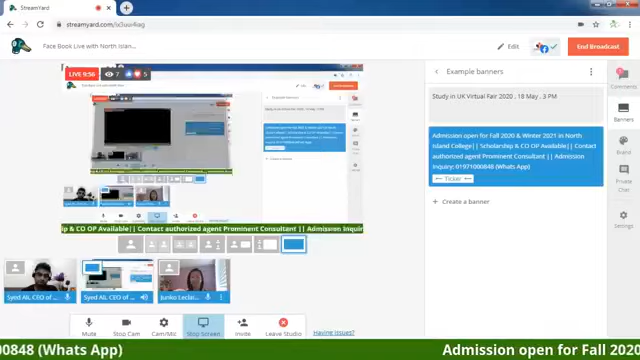 StreamYard
streamyard.com/
Face Book Live with North Islan...
Edit
End Broadcast
LIVE 9:56
7
5
Example banners
Study in UK Virtual Fair 2020 , 18 May , 3 PM
Admission open for Fall 2020 & Winter 2021 in North
Island College|| Scholarship & CO OP Available|| Contact
authorized agent Prominent Consultant || Admission
Inquiry: 01971000848 (Whats App)
Ticker
+ Create a banner
Comments
Banners
Brand
Private
Chat
Settings
p & CO OP Available|| Contact authorized agent Prominent Consultant || Admission Inquir
Syed Ali, CEO of ...
Syed Ali, CEO of ...
Junko Leclai...
Mute
Stop Cam
Cam/Mic
Stop Screen
Invite
Leave Studio
Having issues?
00848 (Whats App)
Admission open for Fall 2020